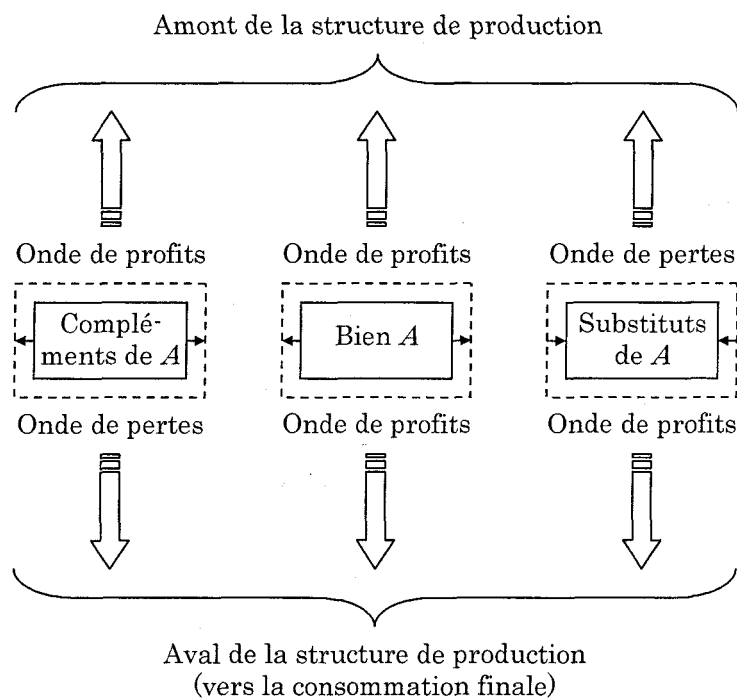 Amont de la structure de production
Onde de profits
Onde de profits
Onde de pertes
Complé-
ments de A
Bien A
Substituts
de A
Onde de pertes
Onde de profits
Onde de profits
Aval de la structure de production
(vers la consommation finale)